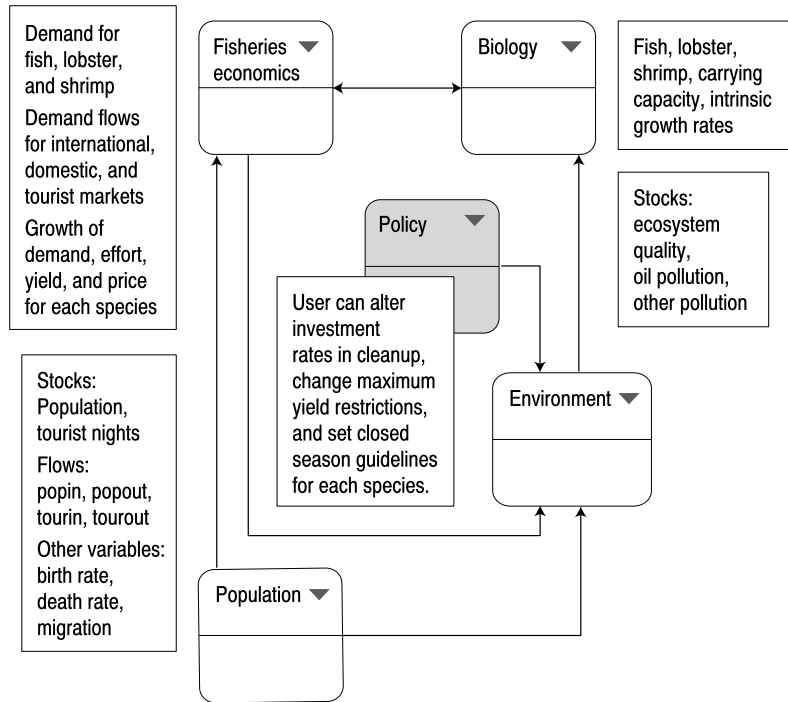 Demand for
fish, lobster,
and shrimp
Demand flows
for international,
domestic, and
tourist markets
Growth of
demand, effort,
yield, and price
for each species
Fisheries
economics
Biology
Fish, lobster,
shrimp, carrying
capacity, intrinsic
growth rates
Policy
User can alter
investment
rates in cleanup,
change maximum
yield restrictions,
and set closed
season guidelines
for each species.
Stocks:
ecosystem
quality,
oil pollution,
other pollution
Environment
Stocks:
Population,
tourist nights
Flows:
popin, popout,
tourin, tourout
Other variables:
birth rate,
death rate,
migration
Population